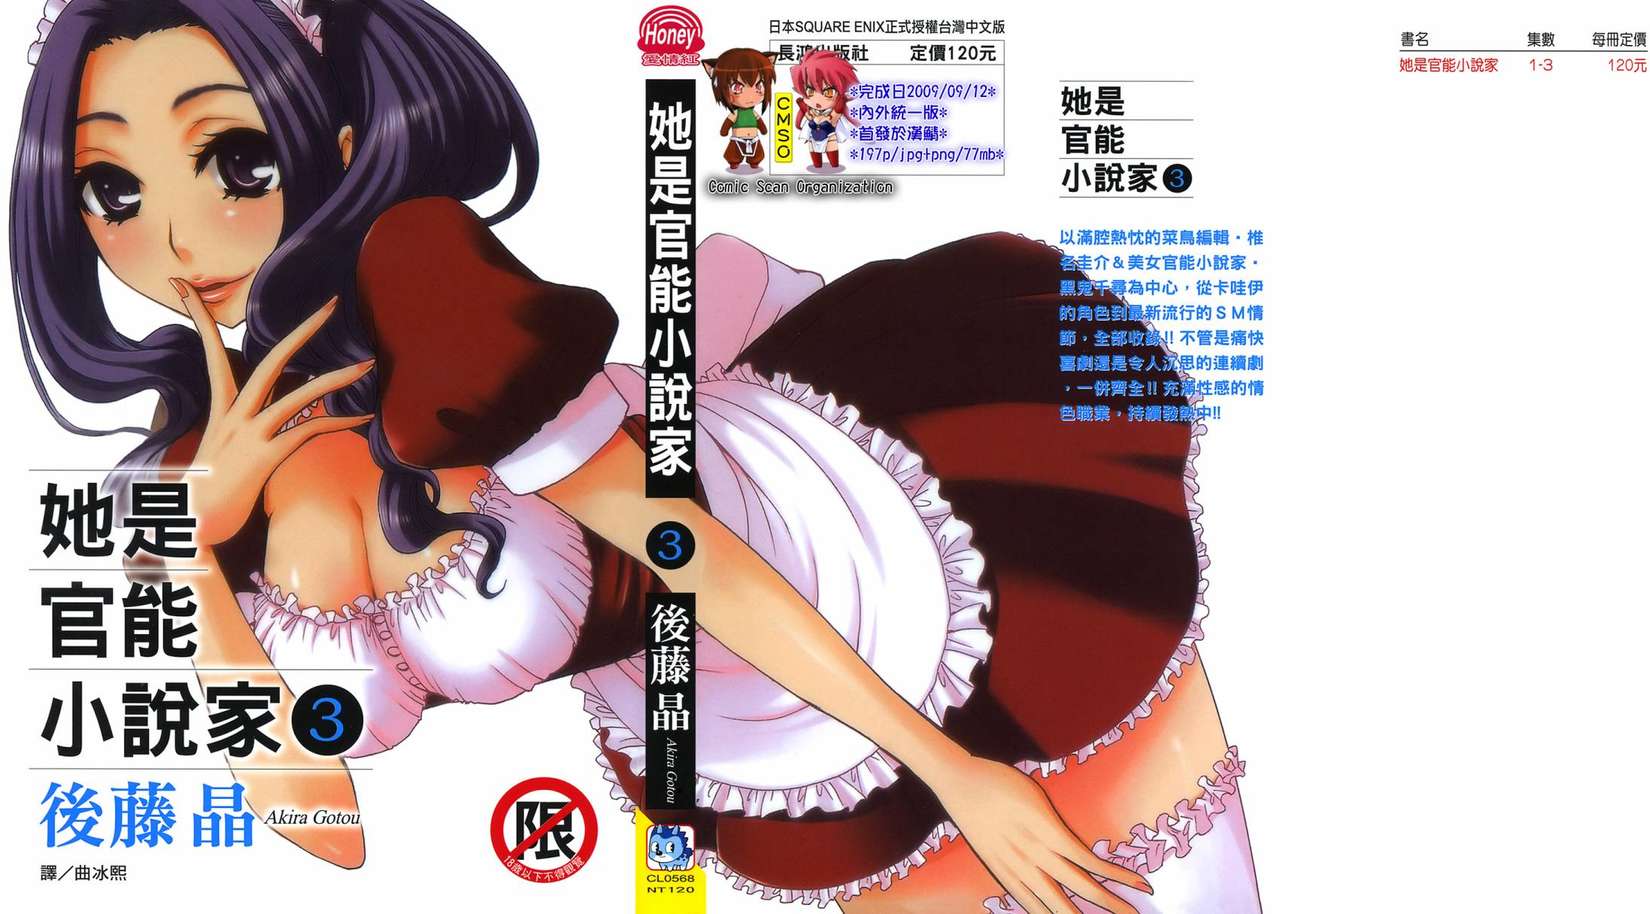 她是
官能
小說家3
後藤晶 Akira Gotou
譯／曲冰熙
限
18歲以下不得觀賞
Honey
愛情紅
她是官能小說家
3
後藤晶
Akira Gotou
CL0568
NT120
日本SQUARE ENIX正式授權台灣中文版
長鴻出版社 定價120元
CMSO
*完成日2009/09/12*
*內外統一版*
*首發於漢鯖*
*197p/jpg+png/77mb*
Comic Scan Organization
她是
官能
小說家3
以滿腔熱忱的菜鳥編輯・椎
名圭介＆美女官能小說家・
黑鬼千尋為中心，從卡哇伊
的角色到最新流行的ＳＭ情
節，全部收錄!! 不管是痛快
喜劇還是令人沉思的連續劇
，一併齊全!! 充滿性感的情
色職業，持續發熱中!!
書名 集數 每冊定價
她是官能小說家 1-3 120元